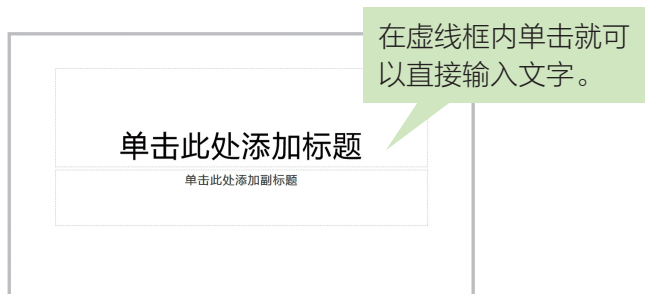 在虚线框内单击就可
以直接输入文字。
单击此处添加标题
单击此处添加副标题